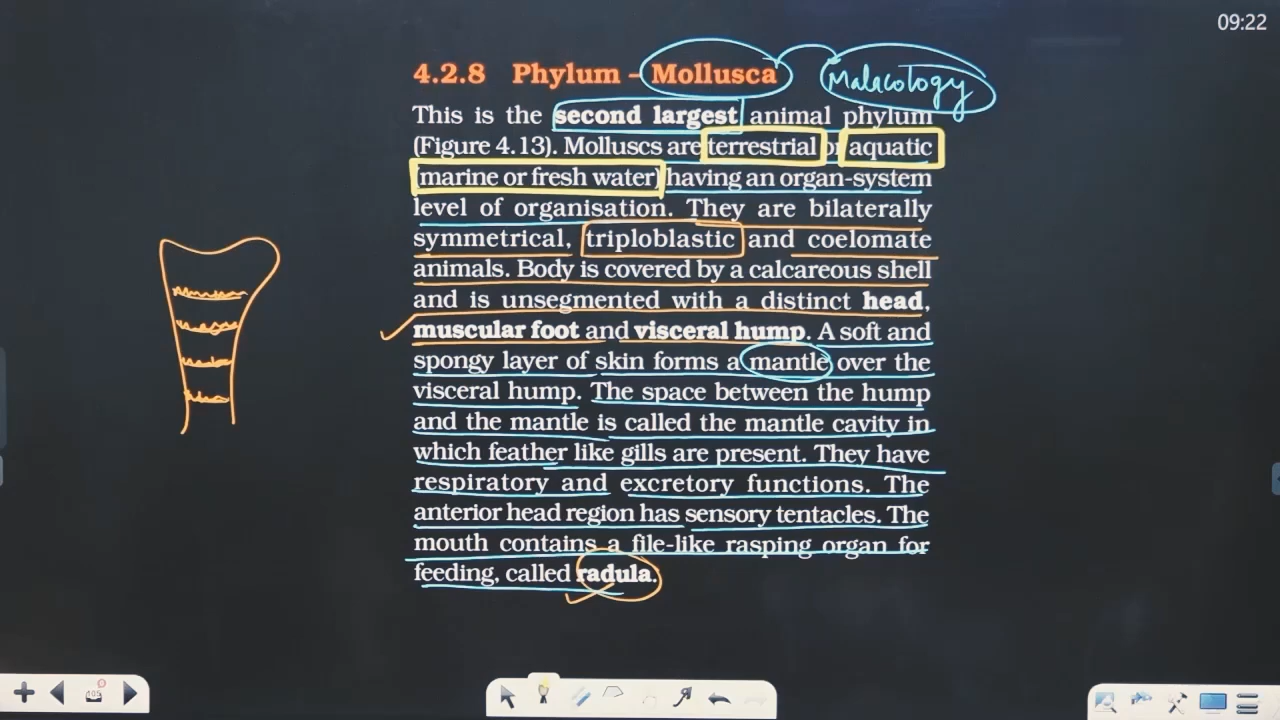 09:22
4.2.8 Phylum – Mollusca Malacology
This is the second largest animal phylum
(Figure 4.13). Molluscs are terrestrial or aquatic
(marine or fresh water) having an organ-system
level of organisation. They are bilaterally
symmetrical, triploblastic and coelomate
animals. Body is covered by a calcareous shell
and is unsegmented with a distinct head,
muscular foot and visceral hump. A soft and
spongy layer of skin forms a mantle over the
visceral hump. The space between the hump
and the mantle is called the mantle cavity in
which feather like gills are present. They have
respiratory and excretory functions. The
anterior head region has sensory tentacles. The
mouth contains a file-like rasping organ for
feeding, called radula.